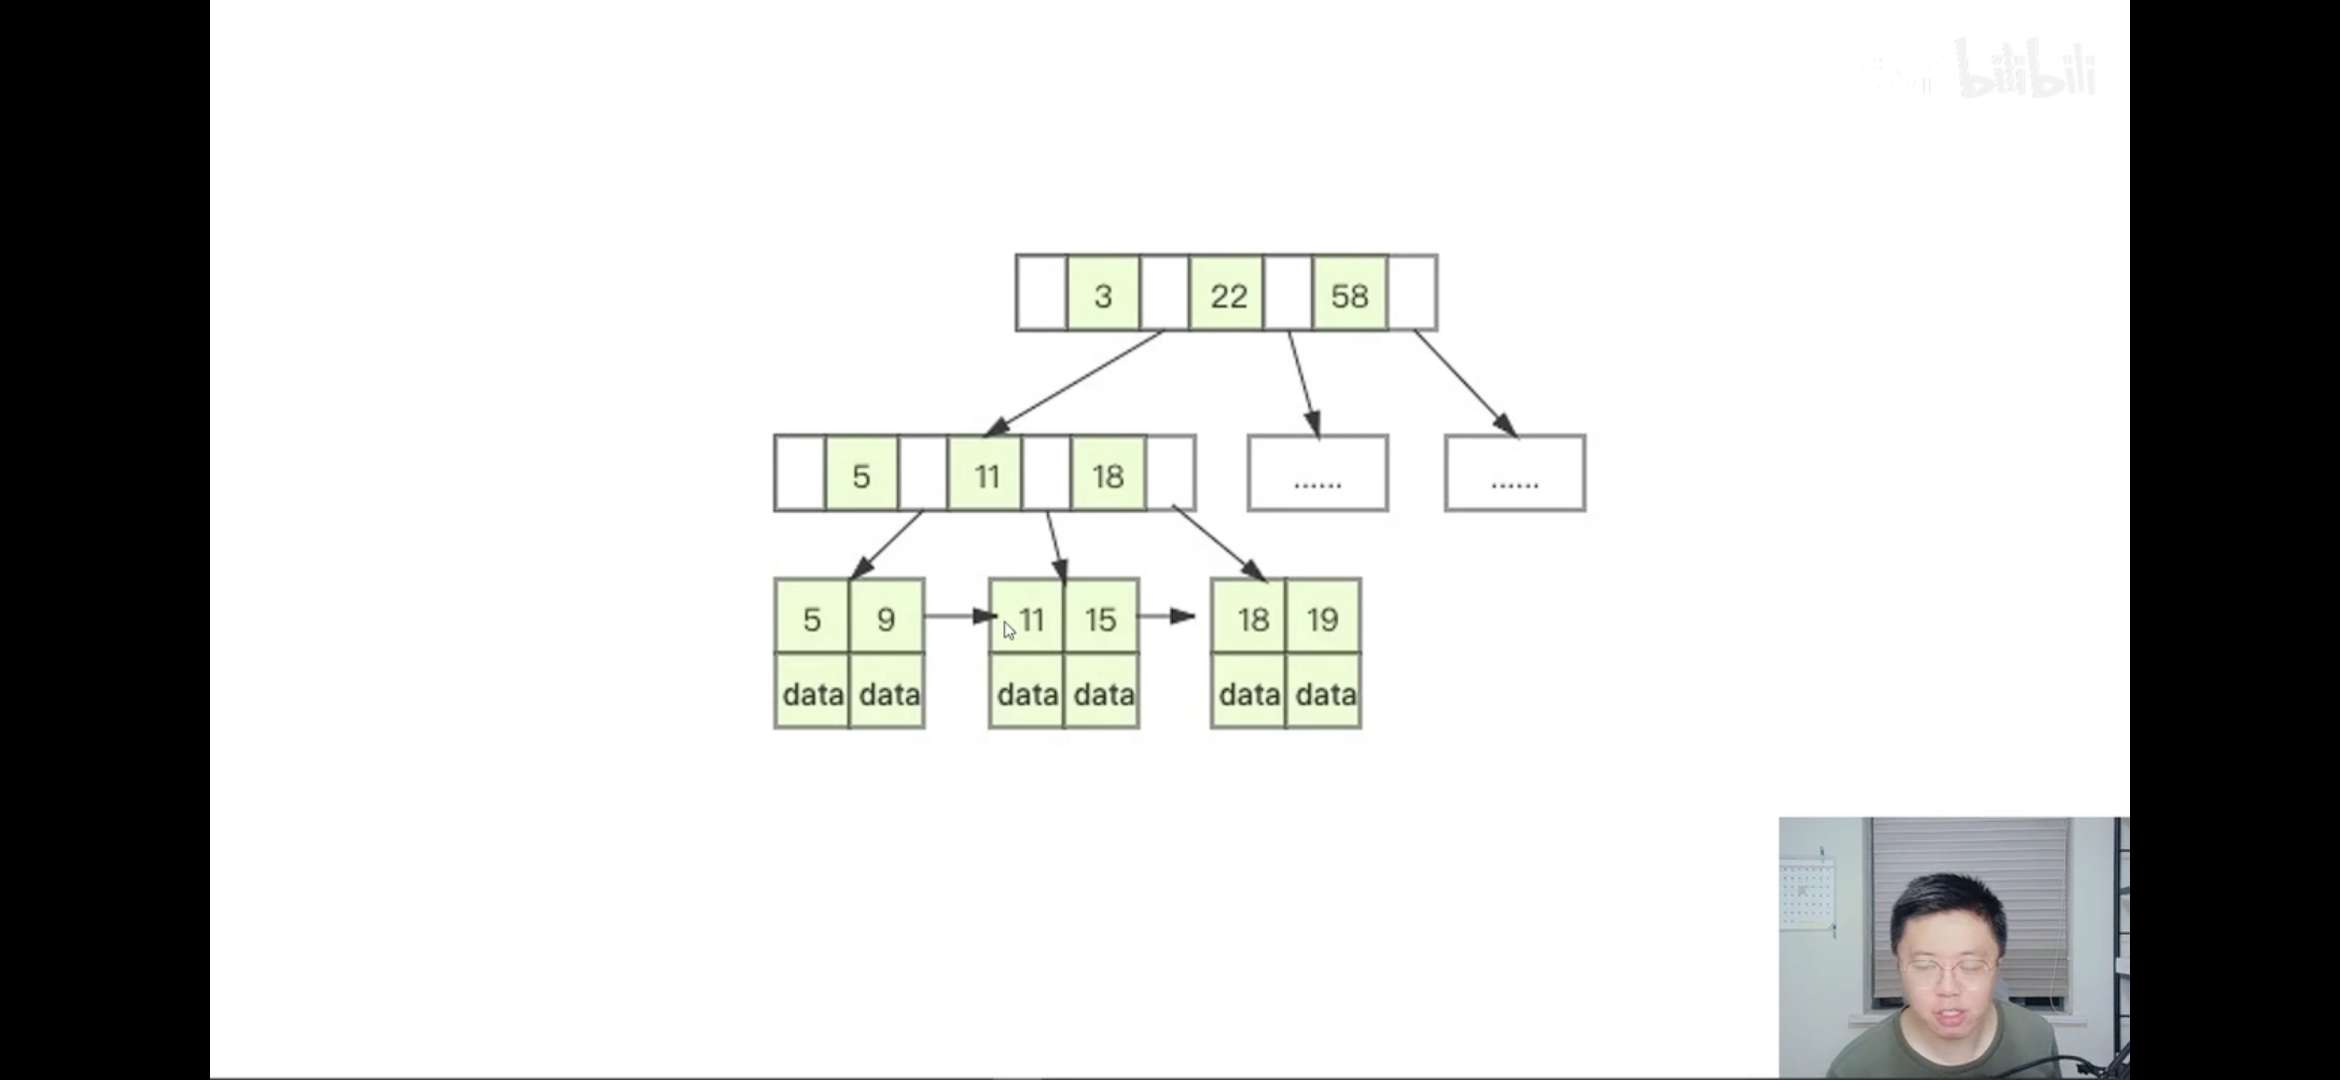 bilibili
3 22 58
5 11 18 ...... ......
5 9 11 15 18 19
data data data data data data